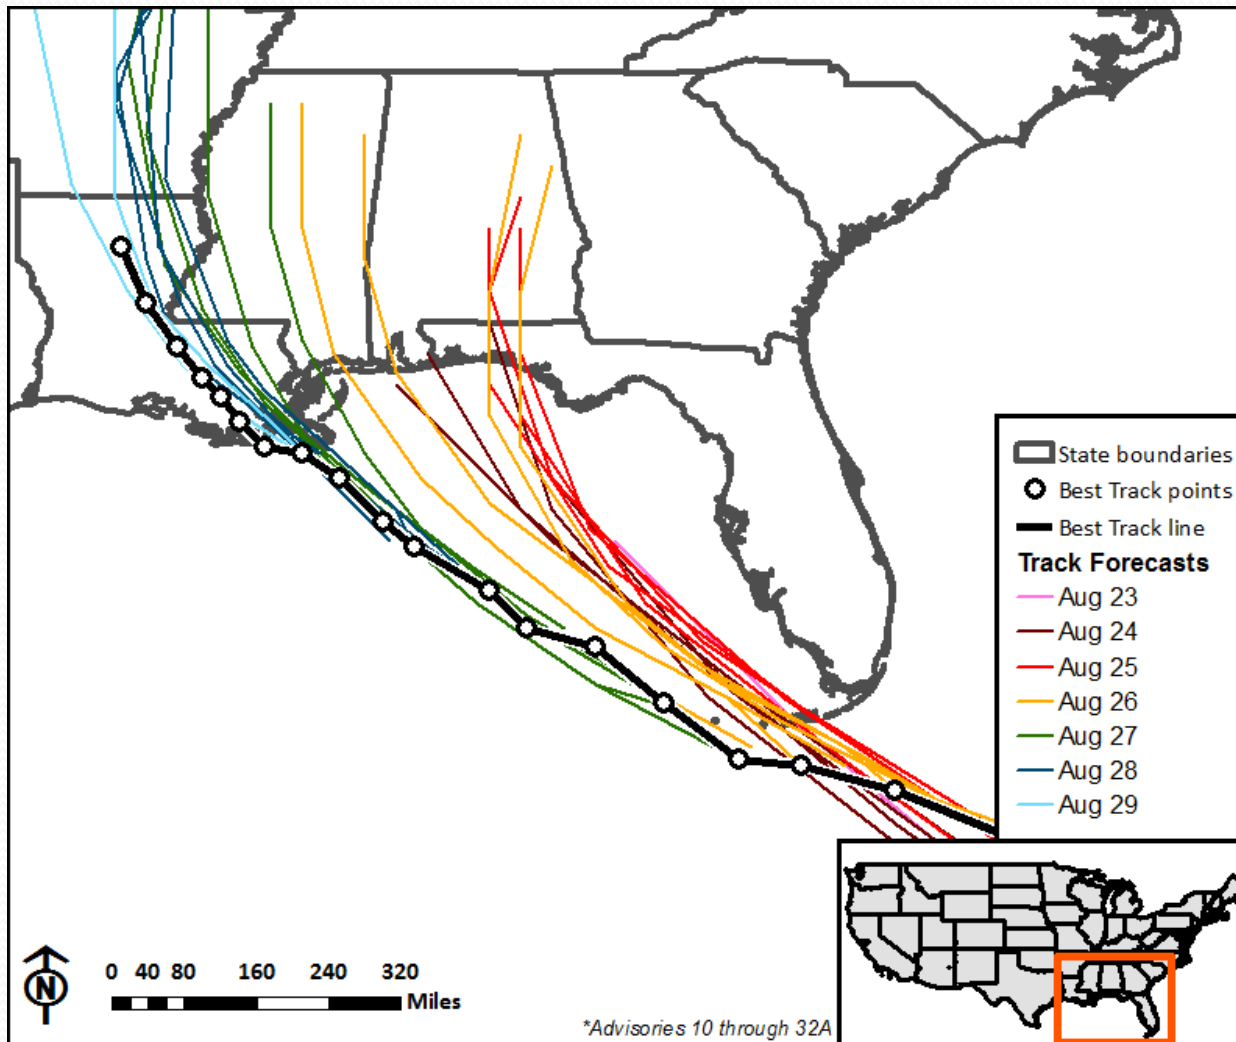 State boundaries
Best Track points
Best Track line
Track Forecasts
Aug 23
Aug 24
Aug 25
Aug 26
Aug 27
Aug 28
Aug 29
N
0 40 80 160 240 320
Miles
*Advisories 10 through 32A